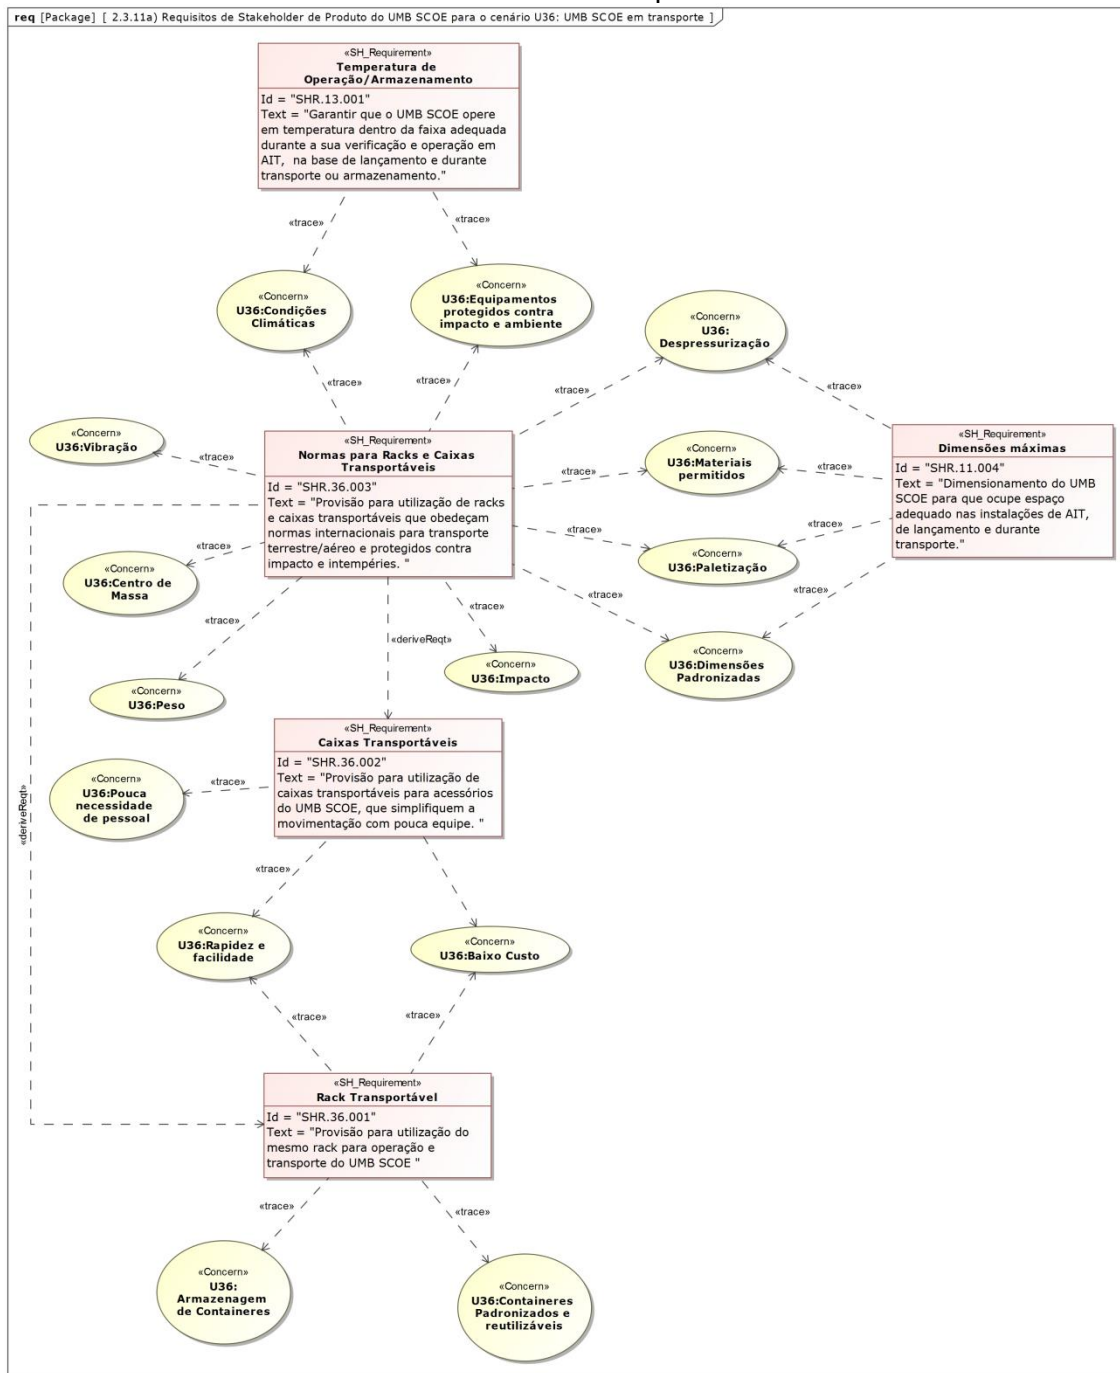 req [Package] [ 2.3.11a) Requisitos de Stakeholder de Produto do UMB SCOE para o cenário U36: UMB SCOE em transporte ]
«SH_Requirement»
Temperatura de
Operação/Armazenamento
Id = "SHR.13.001"
Text = "Garantir que o UMB SCOE opere
em temperatura dentro da faixa adequada
durante a sua verificação e operação em
AIT, na base de lançamento e durante
transporte ou armazenamento."
«trace»
«trace»
«Concern»
U36:Condições
Climáticas
«Concern»
U36:Equipamentos
protegidos contra
impacto e ambiente
«Concern»
U36:
Despressurização
«trace»
«trace»
«trace»
«trace»
«Concern»
U36:Vibração
«trace»
«SH_Requirement»
Normas para Racks e Caixas
Transportáveis
Id = "SHR.36.003"
Text = "Provisão para utilização de racks
e caixas transportáveis que obedeçam
normas internacionais para transporte
terrestre/aéreo e protegidos contra
impacto e intempéries. "
«trace»
«Concern»
U36:Materiais
permitidos
«trace»
«SH_Requirement»
Dimensões máximas
Id = "SHR.11.004"
Text = "Dimensionamento do UMB
SCOE para que ocupe espaço
adequado nas instalações de AIT,
de lançamento e durante
transporte."
«trace»
«Concern»
U36:Paletização
«trace»
«trace»
«Concern»
U36:Centro de
Massa
«trace»
«trace»
«trace»
«trace»
«deriveReqt»
«Concern»
U36:Dimensões
Padronizadas
«Concern»
U36:Impacto
«Concern»
U36:Peso
«SH_Requirement»
Caixas Transportáveis
Id = "SHR.36.002"
Text = "Provisão para utilização de
caixas transportáveis para acessórios
do UMB SCOE, que simplifiquem a
movimentação com pouca equipe. "
«trace»
«Concern»
U36:Pouca
necessidade
de pessoal
«deriveReqt»
«trace»
«trace»
«Concern»
U36:Rapidez e
facilidade
«Concern»
U36:Baixo Custo
«trace»
«trace»
«SH_Requirement»
Rack Transportável
Id = "SHR.36.001"
Text = "Provisão para utilização do
mesmo rack para operação e
transporte do UMB SCOE "
«trace»
«trace»
«Concern»
U36:
Armazenagem
de Containeres
«Concern»
U36:Containeres
Padronizados e
reutilizáveis